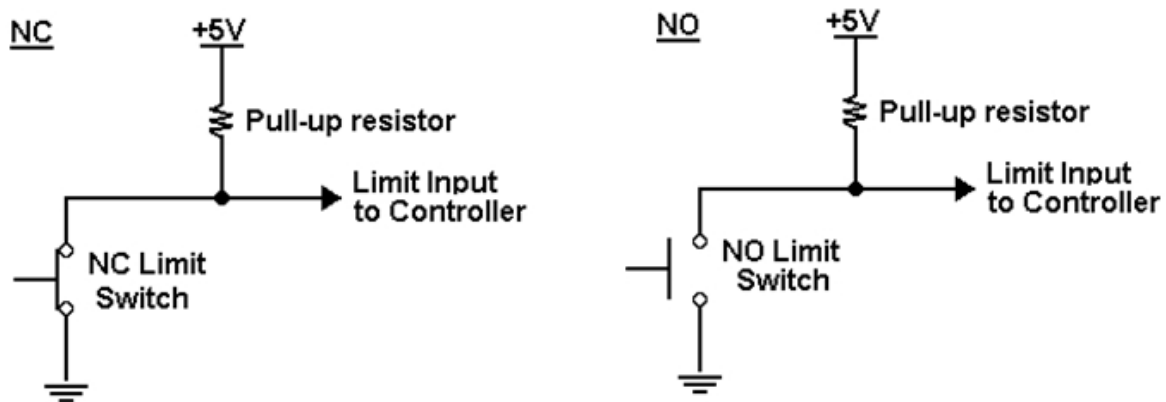 NC
+5V
Pull-up resistor
Limit Input
to Controller
NC Limit
Switch
NO
+5V
Pull-up resistor
Limit Input
to Controller
NO Limit
Switch